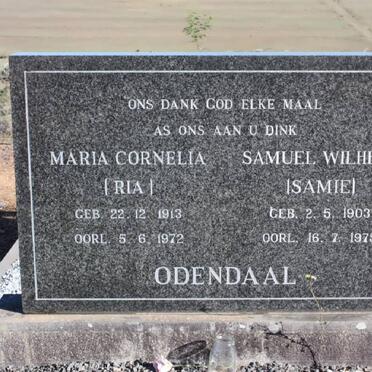 ONS DANK GOD ELKE MAAL
AS ONS AAN U DINK
MARIA CORNELIA SAMUEL
(RIA) (SAMIE)
GEB. 22. 12. 1913 GEB. 2. 5. 1903
OORL. 5. 6. 1972 OORL. 16. 7.
ODENDAAL